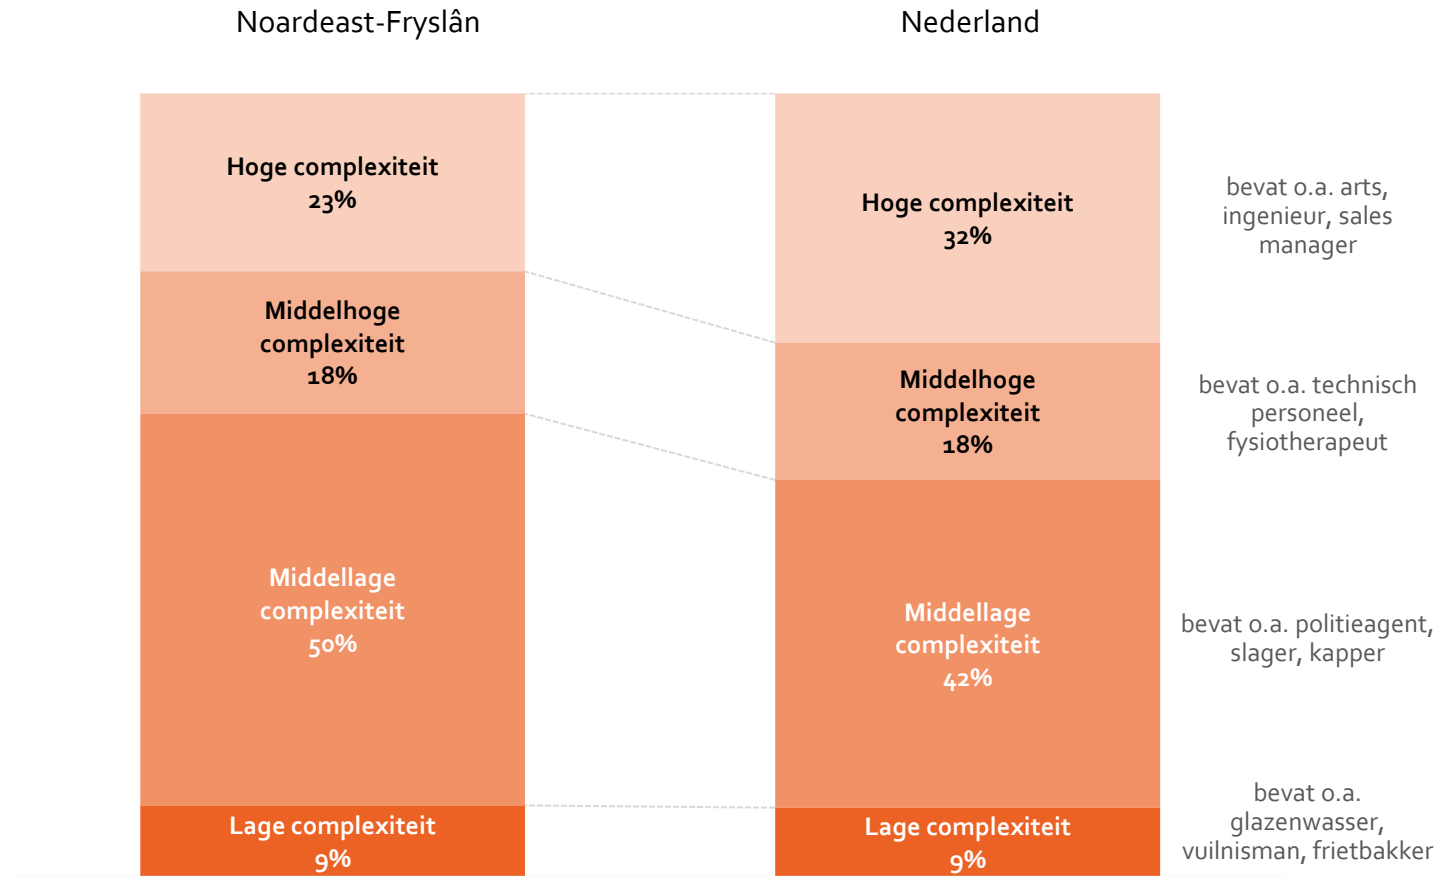 Noardeast-Fryslân
Nederland
Hoge complexiteit
23%
Middelhoge
complexiteit
18%
Middellage
complexiteit
50%
Lage complexiteit
9%
Hoge complexiteit
32%
Middelhoge
complexiteit
18%
Middellage
complexiteit
42%
Lage complexiteit
9%
bevat o.a. arts,
ingenieur, sales
manager
bevat o.a. technisch
personeel,
fysiotherapeut
bevat o.a. politieagent,
slager, kapper
bevat o.a.
glazenwasser,
vuilnisman, frietbakker